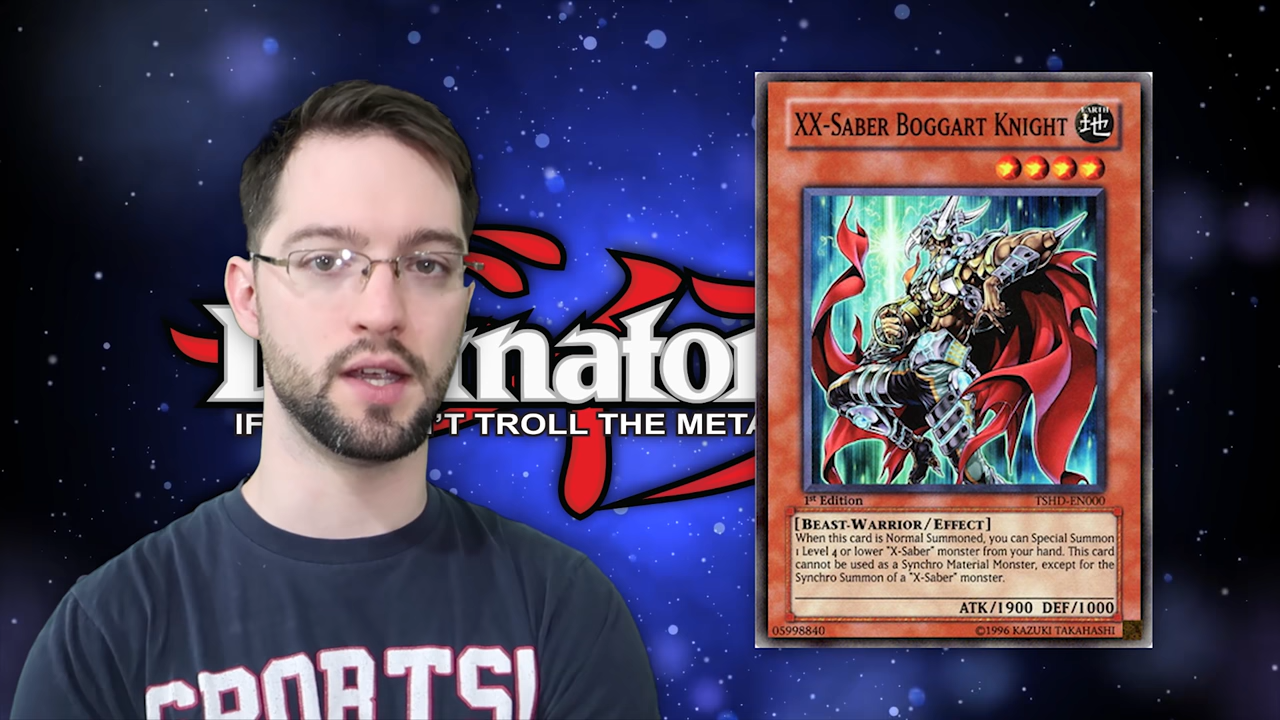 XX-Saber Boggart Knight
EARTH
地
1st Edition
TSHD-EN000
[Beast-Warrior/Effect]
When this card is Normal Summoned, you can Special Summon
1 Level 4 or lower "X-Saber" monster from your hand. This card
cannot be used as a Synchro Material Monster, except for the
Synchro Summon of a "X-Saber" monster.
ATK/1900 DEF/1000
05998840
©1996 KAZUKI TAKAHASHI
IF
'T TROLL THE META
SPORTS!